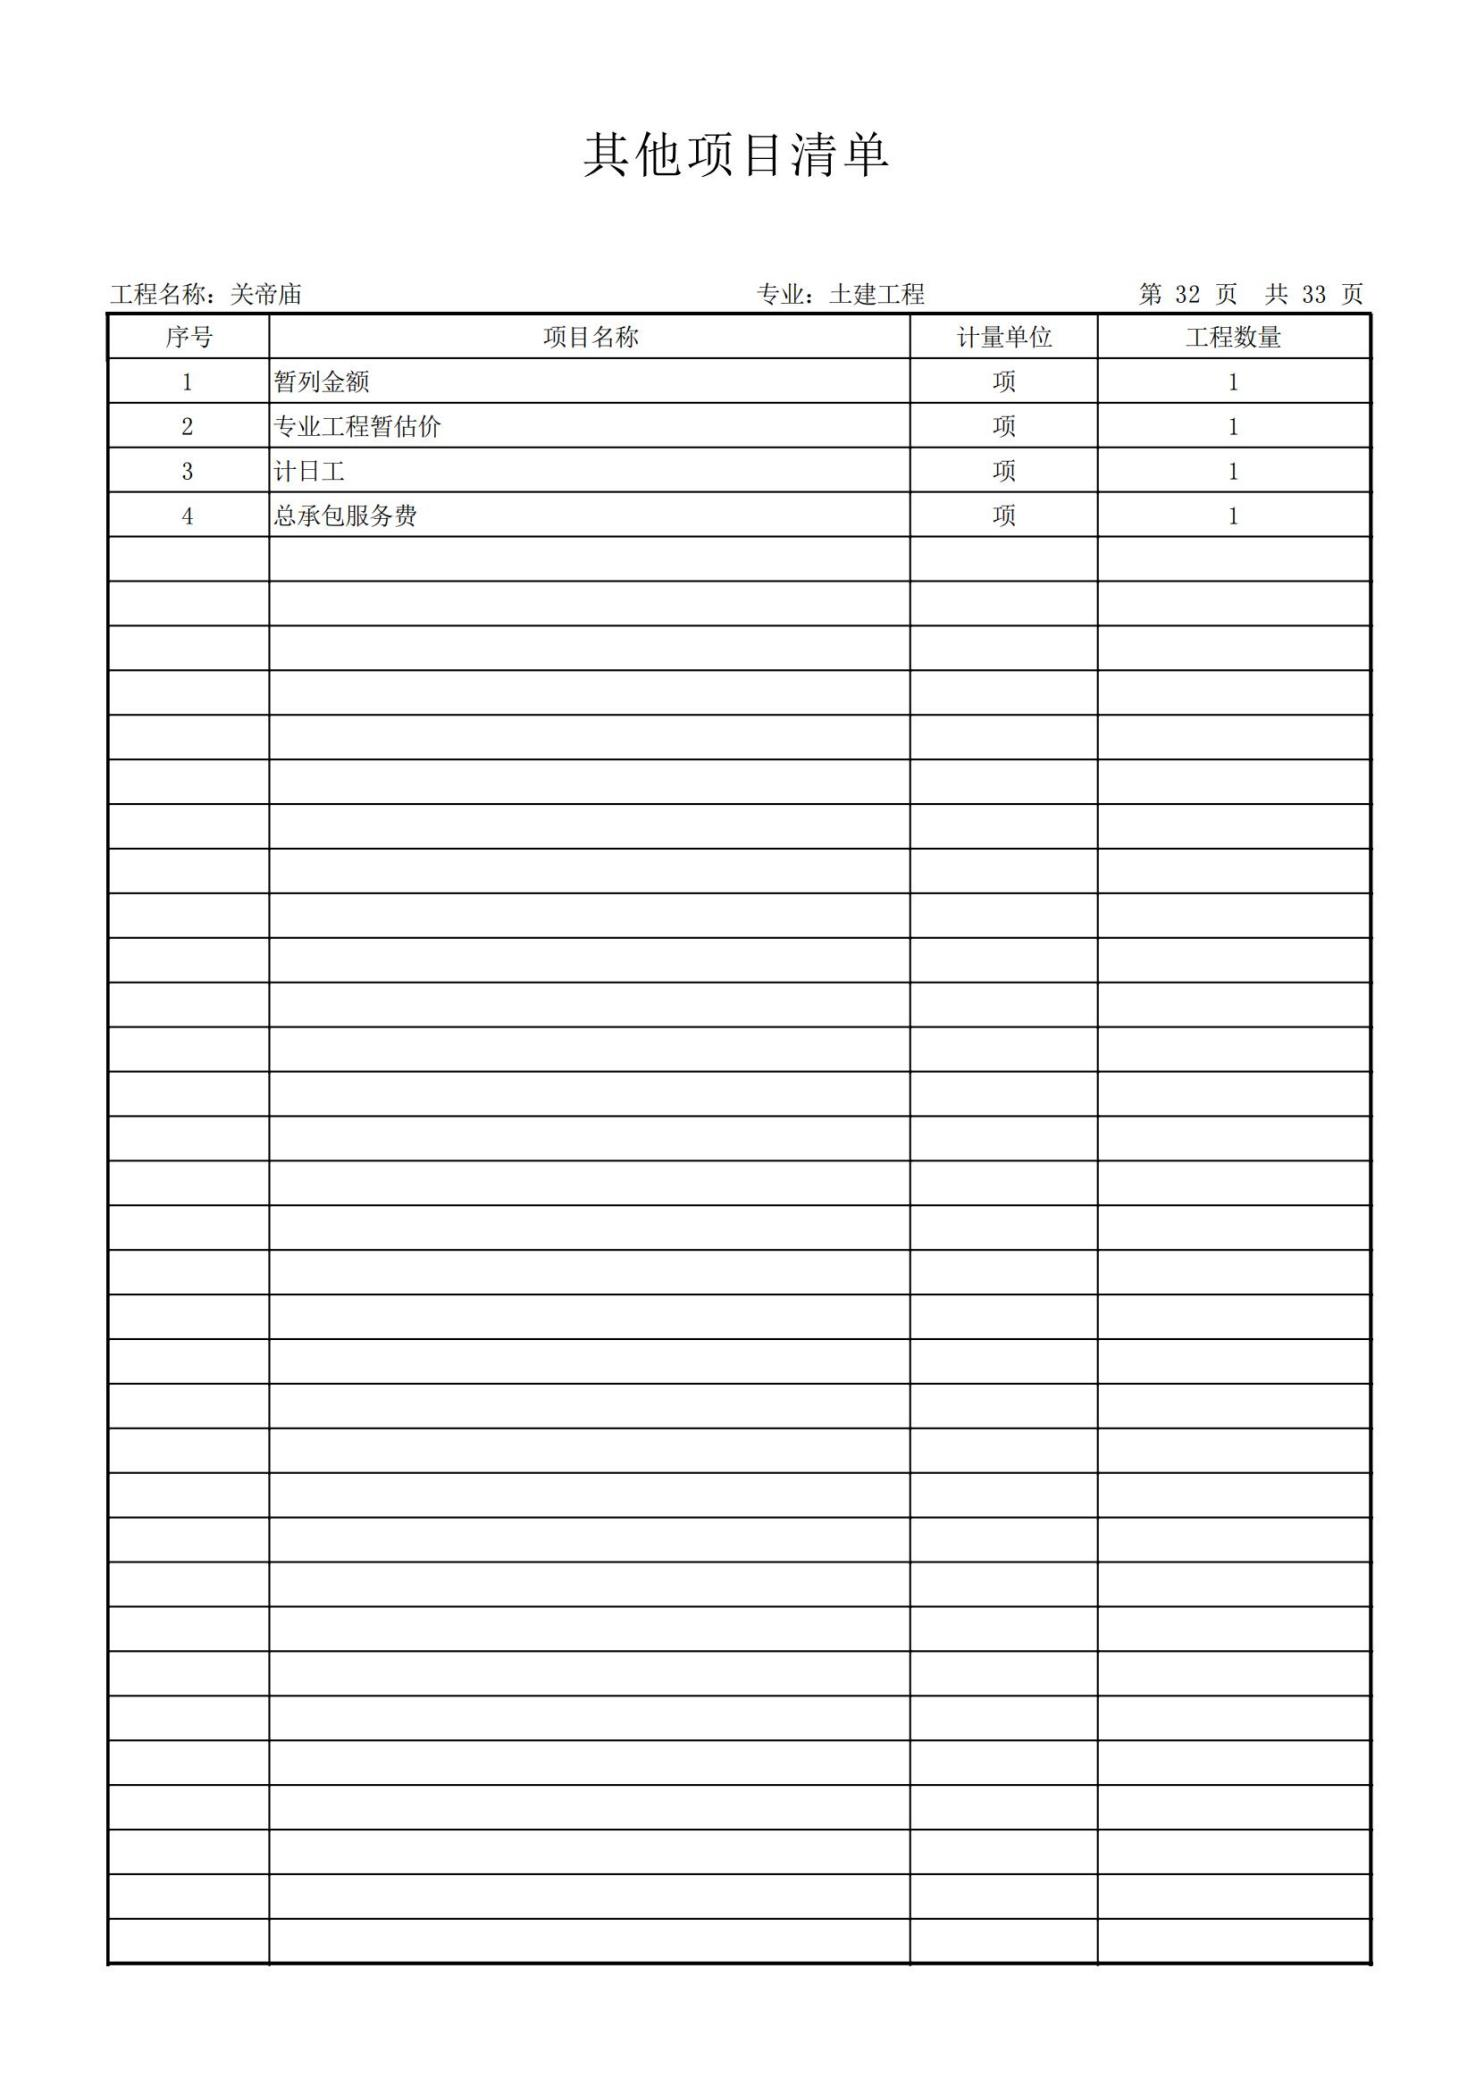 其他项目清单
工程名称：关帝庙 专业：土建工程 第 32 页 共 33 页
序号 项目名称 计量单位 工程数量
1 暂列金额 项 1
2 专业工程暂估价 项 1
3 计日工 项 1
4 总承包服务费 项 1